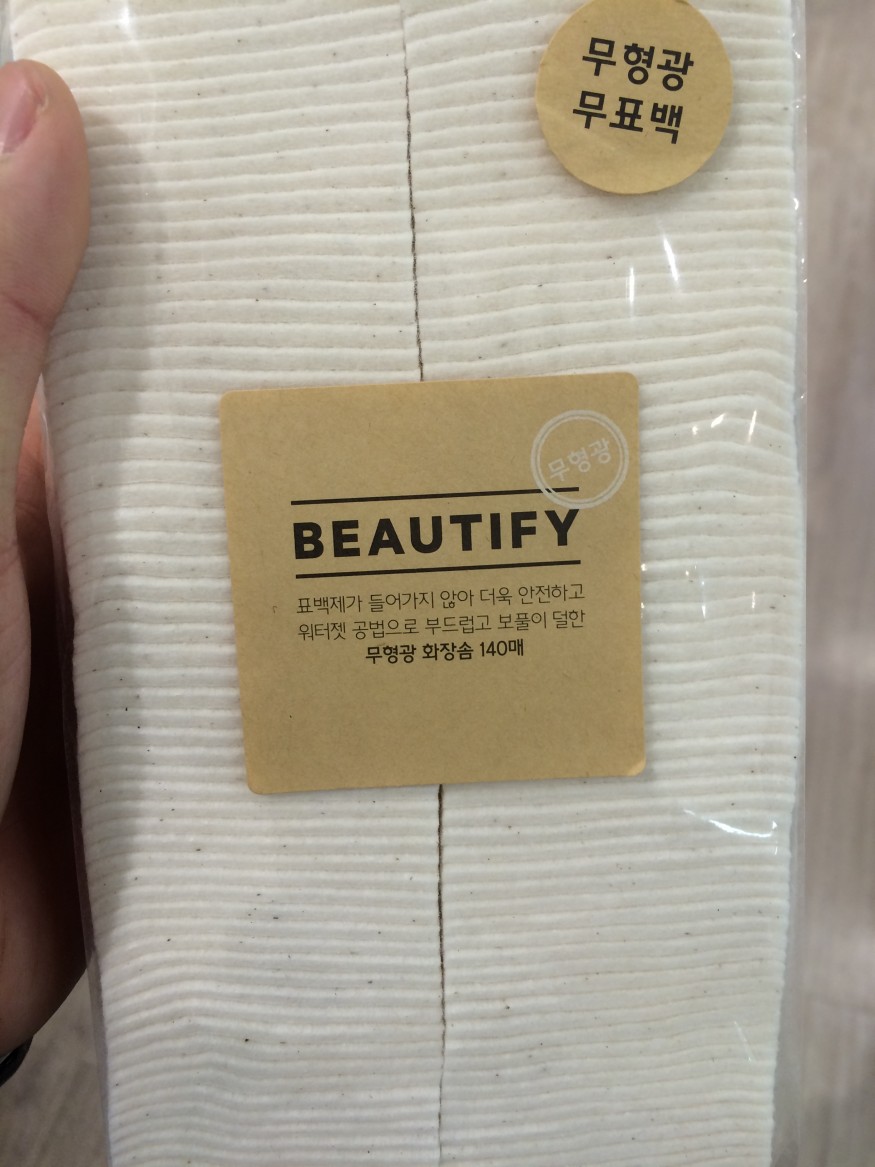 무형광
무표백
무형광
BEAUTIFY
표백제가 들어가지 않아 더욱 안전하고
워터젯 공법으로 부드럽고 보풀이 덜한
무형광 화장솜 140매